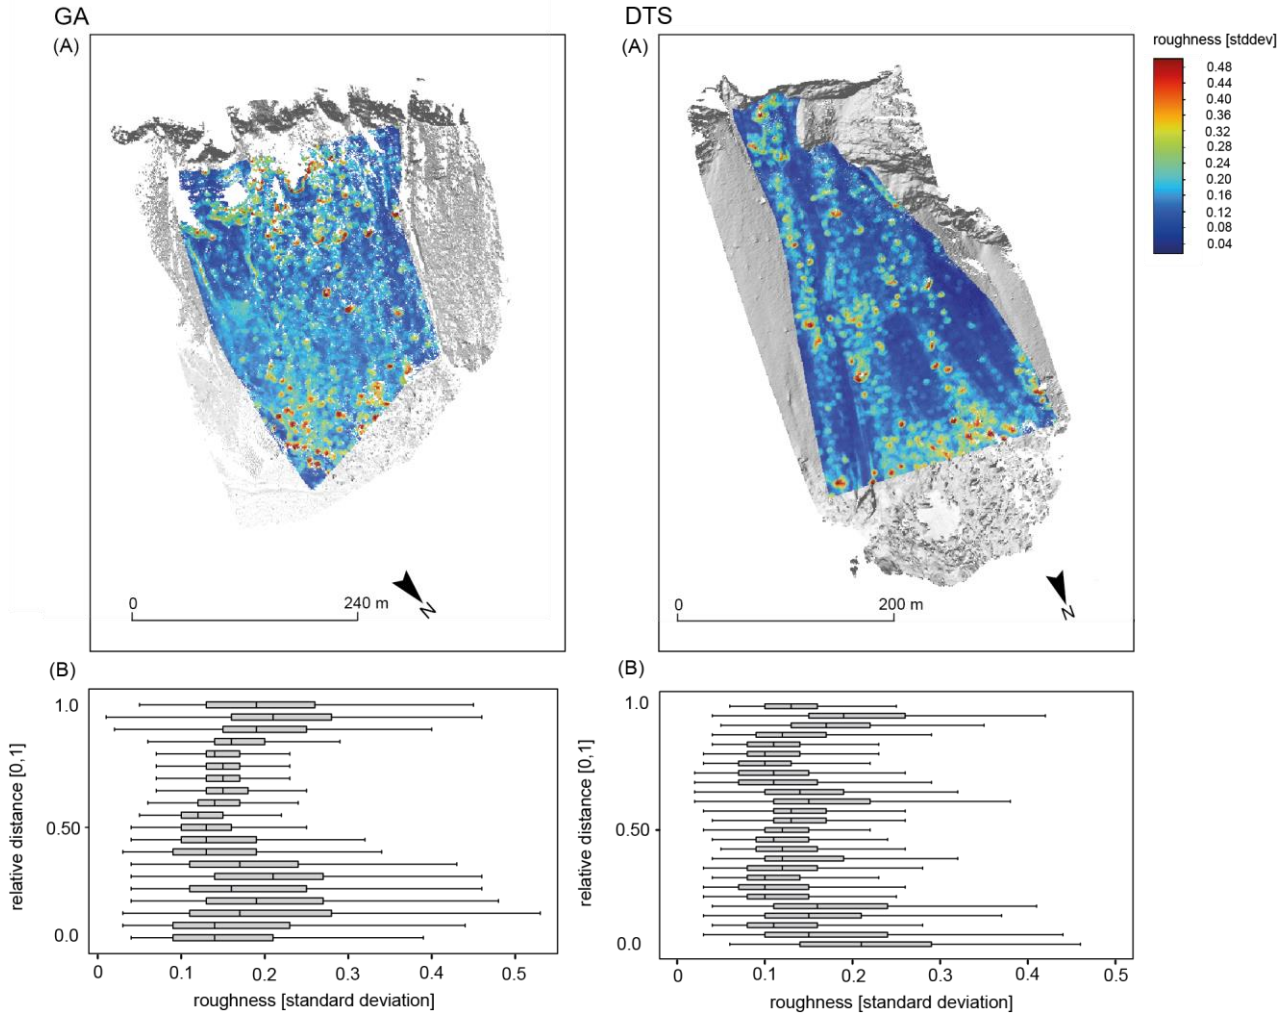 GA
(A)
0
240 m
N
DTS
(A)
0
200 m
N
roughness [stddev]
0.48
0.44
0.40
0.36
0.32
0.28
0.24
0.20
0.16
0.12
0.08
0.04
(B)
1.0
0.50
0.0
relative distance [0,1]
0
0.1
0.2
0.3
0.4
0.5
roughness [standard deviation]
(B)
1.0
0.50
0.0
relative distance [0,1]
0
0.1
0.2
0.3
0.4
0.5
roughness [standard deviation]